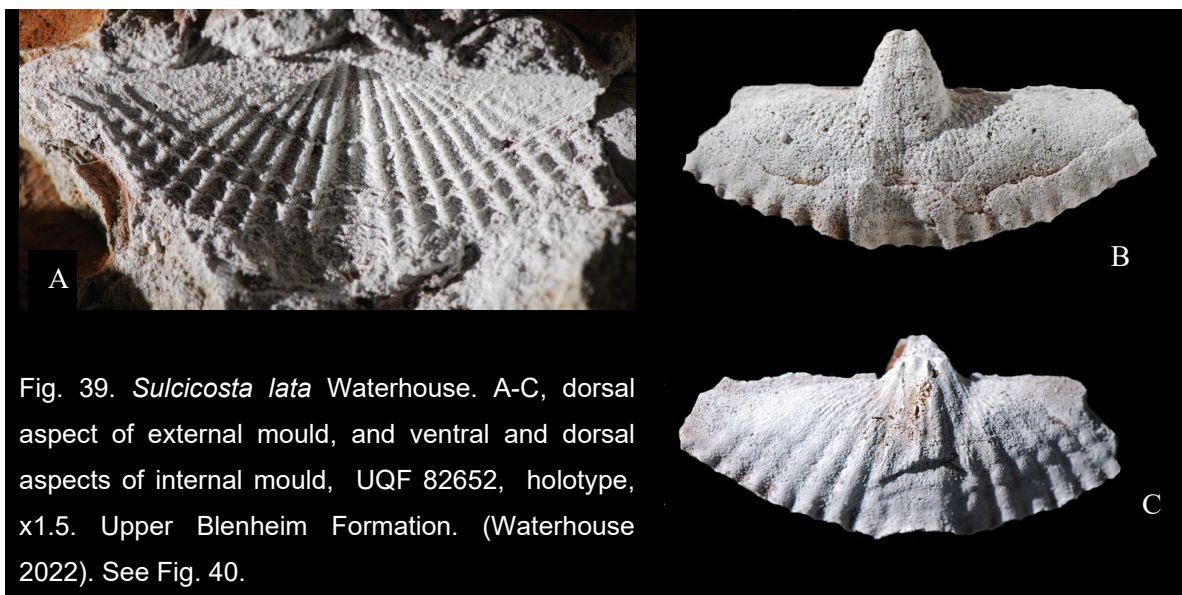 A
B
C
Fig. 39. Sulcicosta lata Waterhouse. A-C, dorsal
aspect of external mould, and ventral and dorsal
aspects of internal mould, UQF 82652, holotype,
x1.5. Upper Blenheim Formation. (Waterhouse
2022). See Fig. 40.